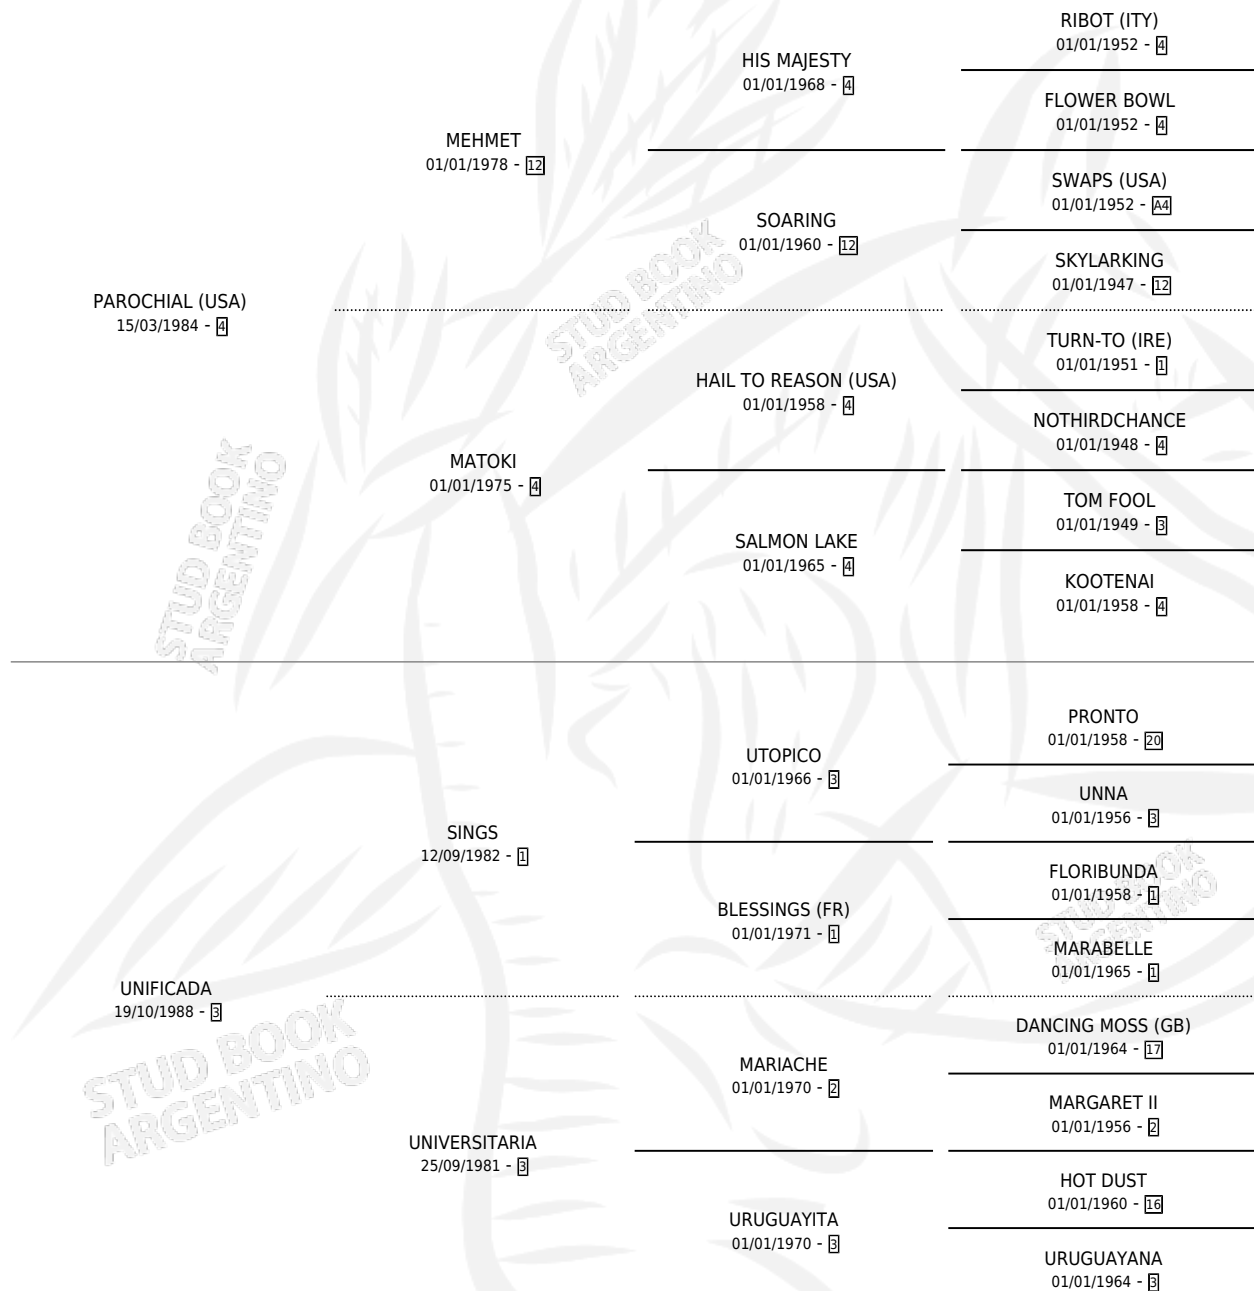 RIBOT (ITY)
01/01/1952 - 4
HIS MAJESTY
01/01/1968 - 4
FLOWER BOWL
01/01/1952 - 4
MEHMET
01/01/1978 - 12
SWAPS (USA)
01/01/1952 - A4
SOARING
01/01/1960 - 12
SKYLARKING
01/01/1947 - 12
PAROCHIAL (USA)
15/03/1984 - 4
TURN-TO (IRE)
01/01/1951 - 1
HAIL TO REASON (USA)
01/01/1958 - 4
NOTHIRDCHANCE
01/01/1948 - 4
MATOKI
01/01/1975 - 4
TOM FOOL
01/01/1949 - 3
SALMON LAKE
01/01/1965 - 4
KOOTENAI
01/01/1958 - 4
PRONTO
01/01/1958 - 20
UTOPICO
01/01/1966 - 3
UNNA
01/01/1956 - 3
SINGS
12/09/1982 - 1
FLORIBUNDA
01/01/1958 - 1
BLESSINGS (FR)
01/01/1971 - 1
MARABELLE
01/01/1965 - 1
UNIFICADA
19/10/1988 - 3
DANCING MOSS (GB)
01/01/1964 - 17
MARIACHE
01/01/1970 - 2
MARGARET II
01/01/1956 - 2
UNIVERSITARIA
25/09/1981 - 3
HOT DUST
01/01/1960 - 16
URUGUAYITA
01/01/1970 - 3
URUGUAYANA
01/01/1964 - 3
STUD BOOK
ARGENTINO
STUD BOOK
ARGENTINO
STUD BOOK
ARGENTINO
STUD BOOK
ARGENTINO